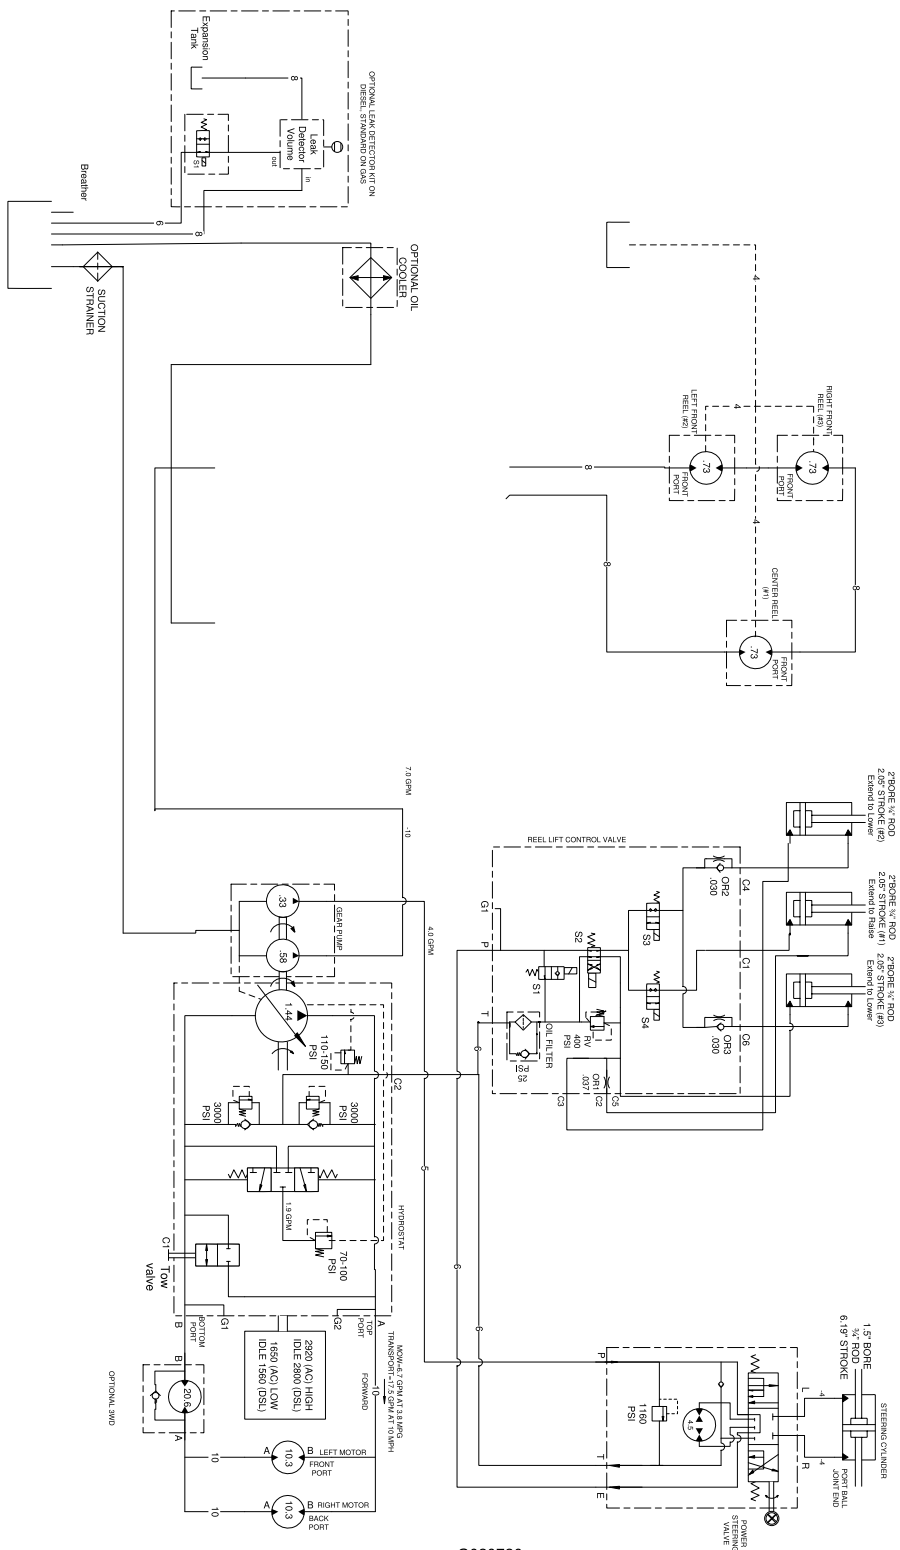 Expansion
Tank
OPTIONAL LEAK DETECTOR KIT ON
DIESEL, STANDARD ON GAS
8
Leak
Detector
Volume
in
out
S1
Breather
6
8
SUCTION
STRAINER
OPTIONAL OIL
COOLER
4
4
4
LEFT FRONT
REEL (#2)
RIGHT FRONT
REEL (#3)
.73
.73
FRONT
PORT
FRONT
PORT
8
8
8
CENTER REEL
(#1)
.73
FRONT
PORT
7.0 GPM
-10
4.0 GPM
.33
.58
GEAR PUMP
2"BORE ¾" ROD
2.05" STROKE (#2)
Extend to Lower
2"BORE ¾" ROD
2.05" STROKE (#1)
Extend to Raise
2"BORE ¾" ROD
2.05" STROKE (#3)
Extend to Lower
REEL LIFT CONTROL VALVE
OR2
.030
C4
G1
P
S2
S3
C1
S1
S4
T
OIL FILTER
RV
400
PSI
OR3
.030
C6
25
PSI
OR1
.037
C5
C2
C3
6
1.44
110-150
PSI
C2
3000
PSI
3000
PSI
5
1.9 GPM
HYDROSTAT
70-100
PSI
C1
Tow
valve
G1
G2
B
BOTTOM
PORT
TOP
PORT
A
6
6
2920 (AC) HIGH
IDLE 2800 (DSL)
1650 (AC) LOW
IDLE 1560 (DSL)
MOW=6.7 GPM AT 3.8 MPG
TRANSPORT=17.5 GPM AT 10 MPH
FORWARD
10
OPTIONAL 3WD
B
20.6
A
10
A
10.3
B
LEFT MOTOR
FRONT
PORT
10
A
10.3
B
RIGHT MOTOR
BACK
PORT
P
1160
PSI
4.5
T
E
L
R
-4
-4
1.5" BORE
¾" ROD
6.19" STROKE
STEERING CYLINDER
PORT BALL
JOINT END
POWER
STEERING
VALVE